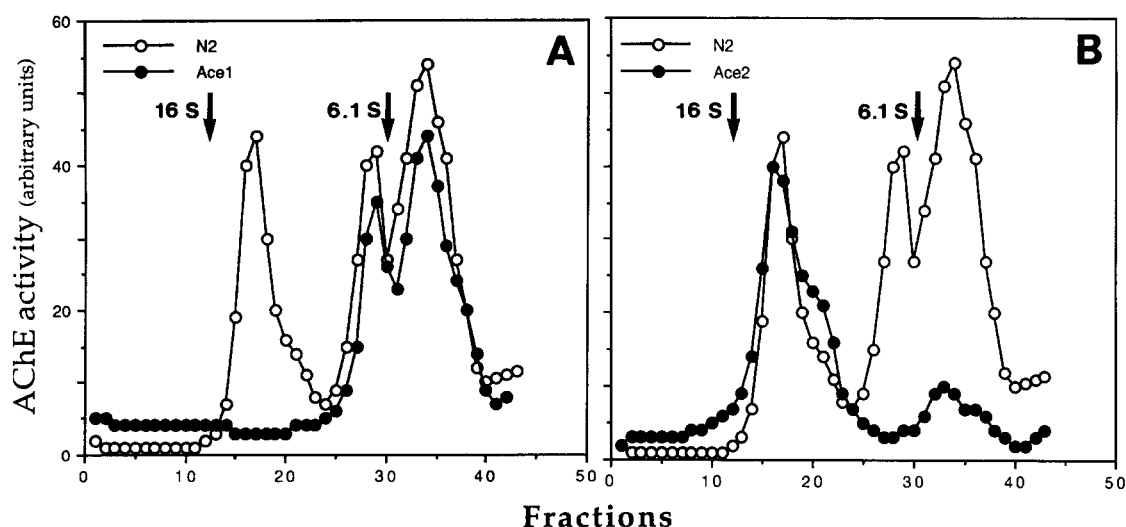 A
N2
Ace1
16 S
6.1 S
60
40
20
0
0 10 20 30 40 50
AChE activity (arbitrary units)
B
N2
Ace2
16 S
6.1 S
0 10 20 30 40 50
Fractions